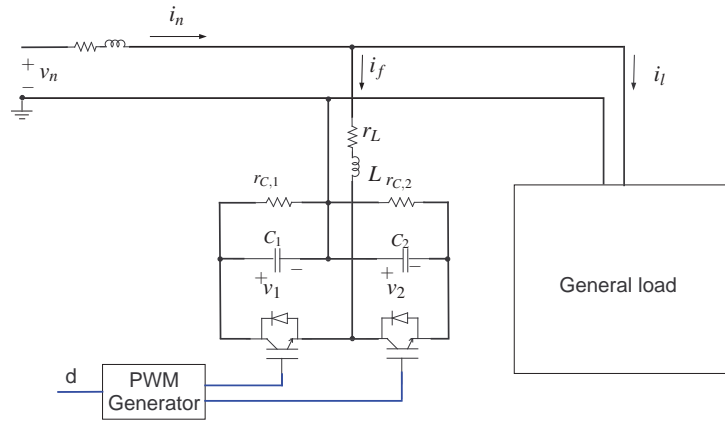 i_n
+
v_n
−
i_f
i_l
r_L
L
r_{C,1}
r_{C,2}
C_1
C_2
+
−
+
−
v_1
v_2
General load
d
PWM
Generator